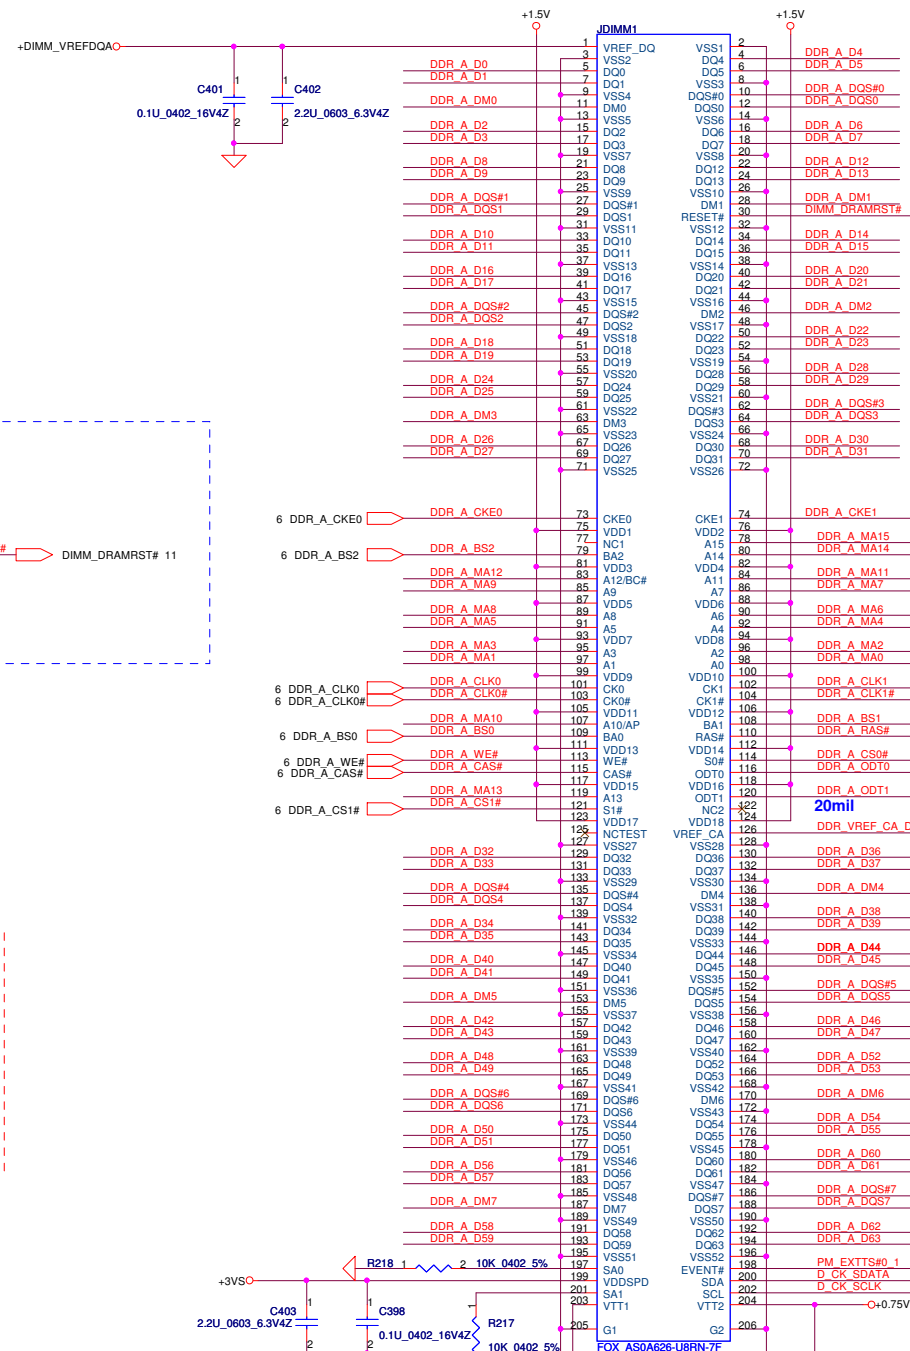 +1.5V +1.5V
JDIMM1
+DIMM_VREFDQA 1 VREF_DQ VSS1 2
3 VSS2 DQ4 4 DDR_A_D4
DDR_A_D0 5 DQ0 DQ5 6 DDR_A_D5
DDR_A_D1 7 DQ1 VSS3 8
C401 C402 9 VSS4 DQS#0 10 DDR_A_DQS#0
0.1U_0402_16V4Z 2.2U_0603_6.3V4Z DDR_A_DM0 11 DM0 DQS0 12 DDR_A_DQS0
1 2 1 2
13 VSS5 VSS6 14
DDR_A_D2 15 DQ2 DQ6 16 DDR_A_D6
DDR_A_D3 17 DQ3 DQ7 18 DDR_A_D7
19 VSS7 VSS8 20
DDR_A_D8 21 DQ8 DQ12 22 DDR_A_D12
DDR_A_D9 23 DQ9 DQ13 24 DDR_A_D13
25 VSS9 VSS10 26
DDR_A_DQS#1 27 DQS#1 DM1 28 DDR_A_DM1
DDR_A_DQS1 29 DQS1 RESET# 30 DIMM_DRAMRST#
31 VSS11 VSS12 32
DDR_A_D10 33 DQ10 DQ14 34 DDR_A_D14
DDR_A_D11 35 DQ11 DQ15 36 DDR_A_D15
37 VSS13 VSS14 38
DDR_A_D16 39 DQ16 DQ20 40 DDR_A_D20
DDR_A_D17 41 DQ17 DQ21 42 DDR_A_D21
43 VSS15 VSS16 44
DDR_A_DQS#2 45 DQS#2 DM2 46 DDR_A_DM2
DDR_A_DQS2 47 DQS2 VSS17 48
49 VSS18 DQ22 50 DDR_A_D22
DDR_A_D18 51 DQ18 DQ23 52 DDR_A_D23
DDR_A_D19 53 DQ19 VSS19 54
55 VSS20 DQ28 56 DDR_A_D28
DDR_A_D24 57 DQ24 DQ29 58 DDR_A_D29
DDR_A_D25 59 DQ25 VSS21 60
61 VSS22 DQS#3 62 DDR_A_DQS#3
DDR_A_DM3 63 DM3 DQS3 64 DDR_A_DQS3
65 VSS23 VSS24 66
DDR_A_D26 67 DQ26 DQ30 68 DDR_A_D30
DDR_A_D27 69 DQ27 DQ31 70 DDR_A_D31
71 VSS25 VSS26 72
6 DDR_A_CKE0 DDR_A_CKE0 73 CKE0 CKE1 74 DDR_A_CKE1
75 VDD1 VDD2 76
77 NC1 A15 78 DDR_A_MA15
# DIMM_DRAMRST# 11 6 DDR_A_BS2 DDR_A_BS2 79 BA2 A14 80 DDR_A_MA14
81 VDD3 VDD4 82
DDR_A_MA12 83 A12/BC# A11 84 DDR_A_MA11
DDR_A_MA9 85 A9 A7 86 DDR_A_MA7
87 VDD5 VDD6 88
DDR_A_MA8 89 A8 A6 90 DDR_A_MA6
DDR_A_MA5 91 A5 A4 92 DDR_A_MA4
93 VDD7 VDD8 94
DDR_A_MA3 95 A3 A2 96 DDR_A_MA2
DDR_A_MA1 97 A1 A0 98 DDR_A_MA0
99 VDD9 VDD10 100
6 DDR_A_CLK0 DDR_A_CLK0 101 CK0 CK1 102 DDR_A_CLK1
6 DDR_A_CLK0# DDR_A_CLK0# 103 CK0# CK1# 104 DDR_A_CLK1#
105 VDD11 VDD12 106
DDR_A_MA10 107 A10/AP BA1 108 DDR_A_BS1
6 DDR_A_BS0 DDR_A_BS0 109 BA0 RAS# 110 DDR_A_RAS#
111 VDD13 VDD14 112
6 DDR_A_WE# DDR_A_WE# 113 WE# S0# 114 DDR_A_CS0#
6 DDR_A_CAS# DDR_A_CAS# 115 CAS# ODT0 116 DDR_A_ODT0
117 VDD15 VDD16 118
DDR_A_MA13 119 A13 ODT1 120 DDR_A_ODT1
6 DDR_A_CS1# DDR_A_CS1# 121 S1# NC2 122 20mil
123 VDD17 VDD18 124
125 NCTEST VREF_CA 126 DDR_VREF_CA_D
127 VSS27 VSS28 128
DDR_A_D32 129 DQ32 DQ36 130 DDR_A_D36
DDR_A_D33 131 DQ33 DQ37 132 DDR_A_D37
133 VSS29 VSS30 134
DDR_A_DQS#4 135 DQS#4 DM4 136 DDR_A_DM4
DDR_A_DQS4 137 DQS4 VSS31 138
139 VSS32 DQ38 140 DDR_A_D38
DDR_A_D34 141 DQ34 DQ39 142 DDR_A_D39
DDR_A_D35 143 DQ35 VSS33 144
145 VSS34 DQ44 146 DDR_A_D44
DDR_A_D40 147 DQ40 DQ45 148 DDR_A_D45
DDR_A_D41 149 DQ41 VSS35 150
151 VSS36 DQS#5 152 DDR_A_DQS#5
DDR_A_DM5 153 DM5 DQS5 154 DDR_A_DQS5
155 VSS37 VSS38 156
DDR_A_D42 157 DQ42 DQ46 158 DDR_A_D46
DDR_A_D43 159 DQ43 DQ47 160 DDR_A_D47
161 VSS39 VSS40 162
DDR_A_D48 163 DQ48 DQ52 164 DDR_A_D52
DDR_A_D49 165 DQ49 DQ53 166 DDR_A_D53
167 VSS41 VSS42 168
DDR_A_DQS#6 169 DQS#6 DM6 170 DDR_A_DM6
DDR_A_DQS6 171 DQS6 VSS43 172
173 VSS44 DQ54 174 DDR_A_D54
DDR_A_D50 175 DQ50 DQ55 176 DDR_A_D55
DDR_A_D51 177 DQ51 VSS45 178
179 VSS46 DQ60 180 DDR_A_D60
DDR_A_D56 181 DQ56 DQ61 182 DDR_A_D61
DDR_A_D57 183 DQ57 VSS47 184
185 VSS48 DQS#7 186 DDR_A_DQS#7
DDR_A_DM7 187 DM7 DQS7 188 DDR_A_DQS7
189 VSS49 VSS50 190
DDR_A_D58 191 DQ58 DQ62 192 DDR_A_D62
DDR_A_D59 193 DQ59 DQ63 194 DDR_A_D63
195 VSS51 VSS52 196
R218 1 2 10K_0402_5% 197 SA0 EVENT# 198 PM_EXTTS#0_1
+3VS 199 VDDSPD SDA 200 D_CK_SDATA
201 SA1 SCL 202 D_CK_SCLK
203 VTT1 VTT2 204 +0.75V
C403 1 C398 1 R217 1
2.2U_0603_6.3V4Z 2 0.1U_0402_16V4Z 2 10K_0402_5%
205 G1 G2 206
FOX_AS0A626-U8RN-7F